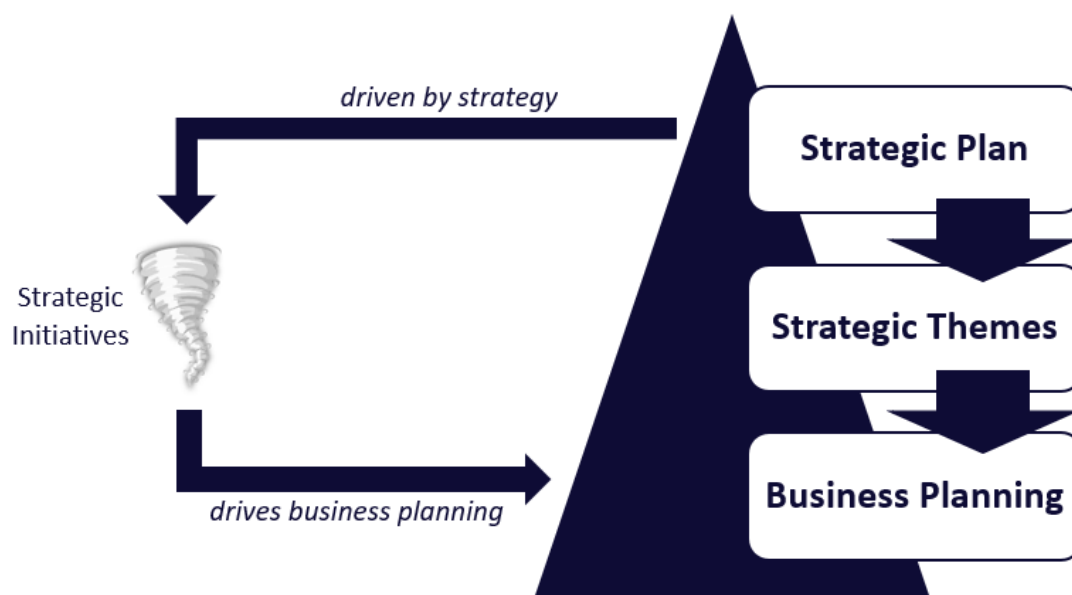 driven by strategy
Strategic Plan
Strategic
Initiatives
Strategic Themes
Business Planning
drives business planning